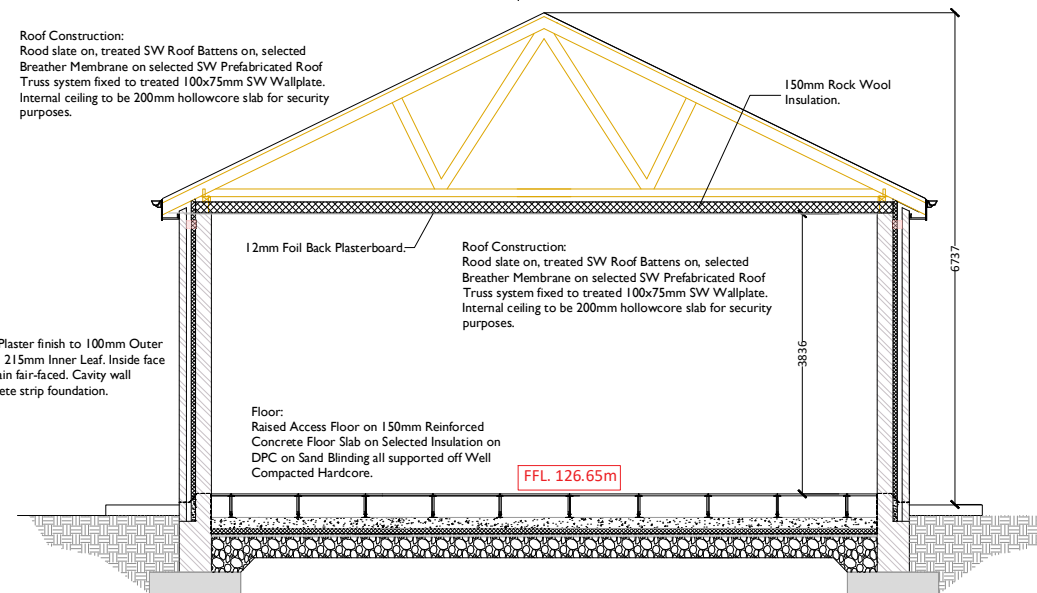 Roof Construction:
Rood slate on, treated SW Roof Battens on, selected
Breather Membrane on selected SW Prefabricated Roof
Truss system fixed to treated 100x75mm SW Wallplate.
Internal ceiling to be 200mm hollowcore slab for security
purposes.
150mm Rock Wool
Insulation.
12mm Foil Back Plasterboard.
Roof Construction:
Rood slate on, treated SW Roof Battens on, selected
Breather Membrane on selected SW Prefabricated Roof
Truss system fixed to treated 100x75mm SW Wallplate.
Internal ceiling to be 200mm hollowcore slab for security
purposes.
6737
3836
Plaster finish to 100mm Outer
215mm Inner Leaf. Inside face
fair-faced. Cavity wall
strip foundation.
Floor:
Raised Access Floor on 150mm Reinforced
Concrete Floor Slab on Selected Insulation on
DPC on Sand Blinding all supported off Well
Compacted Hardcore.
FFL. 126.65m